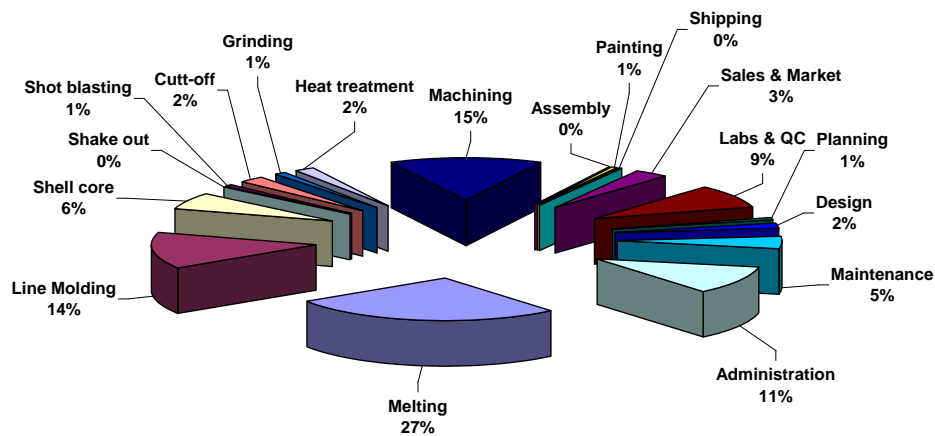 Shipping
0%
Grinding
1%
Painting
1%
Shot blasting
1%
Cutt-off
2%
Heat treatment
2%
Machining
15%
Assembly
0%
Sales & Market
3%
Shake out
0%
Labs & QC
9%
Planning
1%
Shell core
6%
Design
2%
Line Molding
14%
Maintenance
5%
Administration
11%
Melting
27%